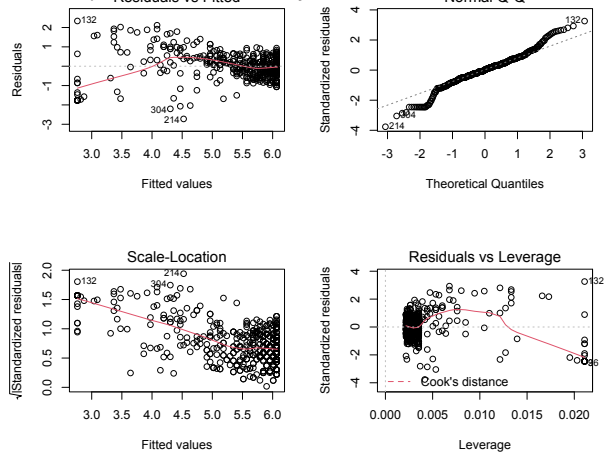 Residuals vs Fitted
Residuals
2
1
0
-1
-3
132
304
214
3.0 3.5 4.0 4.5 5.0 5.5 6.0
Fitted values
Normal Q-Q
Standardized residuals
4
2
0
-2
-4
132
304
214
-3 -2 -1 0 1 2 3
Theoretical Quantiles
Scale-Location
√|Standardized residuals|
2.0
1.5
1.0
0.5
0.0
132
214
304
3.0 3.5 4.0 4.5 5.0 5.5 6.0
Fitted values
Residuals vs Leverage
Standardized residuals
4
2
0
-2
-4
132
Cook's distance
0.000 0.005 0.010 0.015 0.020
Leverage